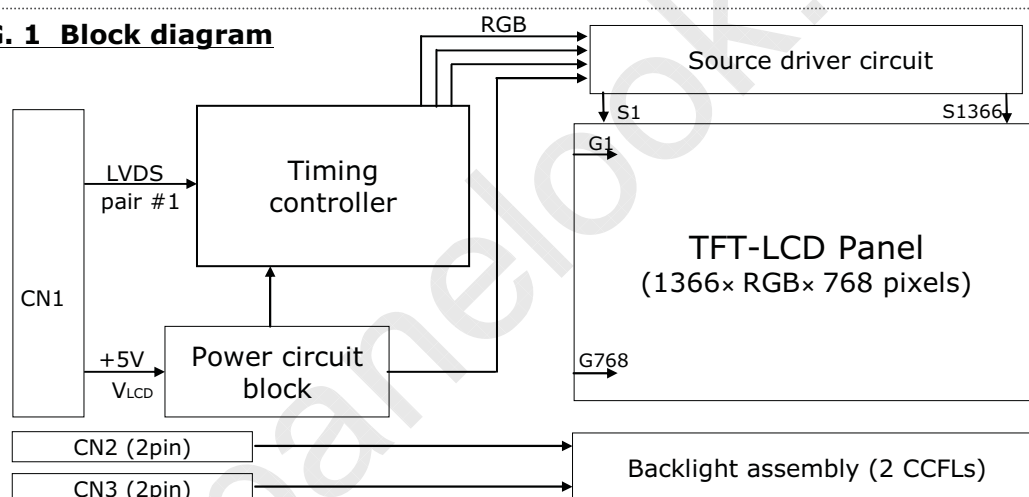 G. 1 Block diagram
RGB
Source driver circuit
S1
S1366
G1
LVDS
pair #1
Timing
controller
TFT-LCD Panel
(1366× RGB× 768 pixels)
CN1
+5V
VLCD
Power circuit
block
G768
CN2 (2pin)
Backlight assembly (2 CCFLs)
CN3 (2pin)
panelook.